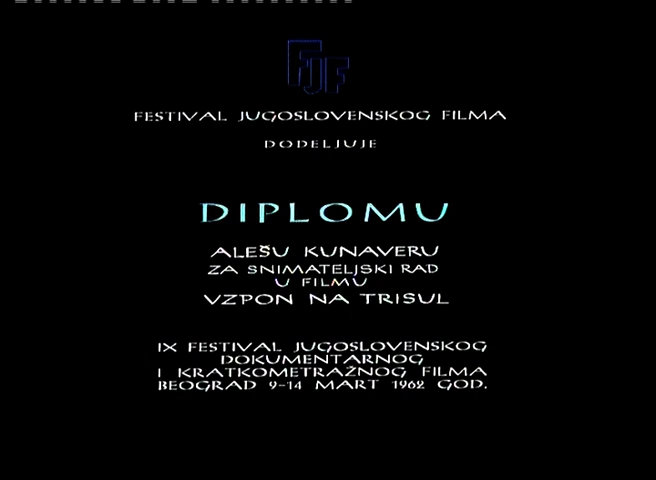 FJF
FESTIVAL JUGOSLOVENSKOG FILMA
DODELJUJE
DIPLOMU
ALEŠU KUNAVERU
ZA SNIMATELJSKI RAD
U FILMU
VZPON NA TRISUL
IX FESTIVAL JUGOSLOVENSKOG
DOKUMENTARNOG
I KRATKOMETRAŽNOG FILMA
BEOGRAD 9-14 MART 1962 GOD.